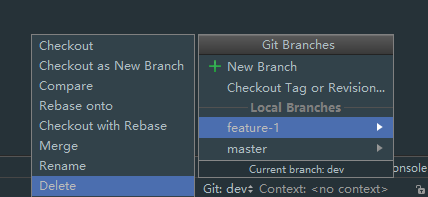 Checkout
Checkout as New Branch
Compare
Rebase onto
Checkout with Rebase
Merge
Rename
Delete
Git Branches
New Branch
Checkout Tag or Revision...
Local Branches
feature-1
master
Current branch: dev
onsole
Git: dev Context: <no context>